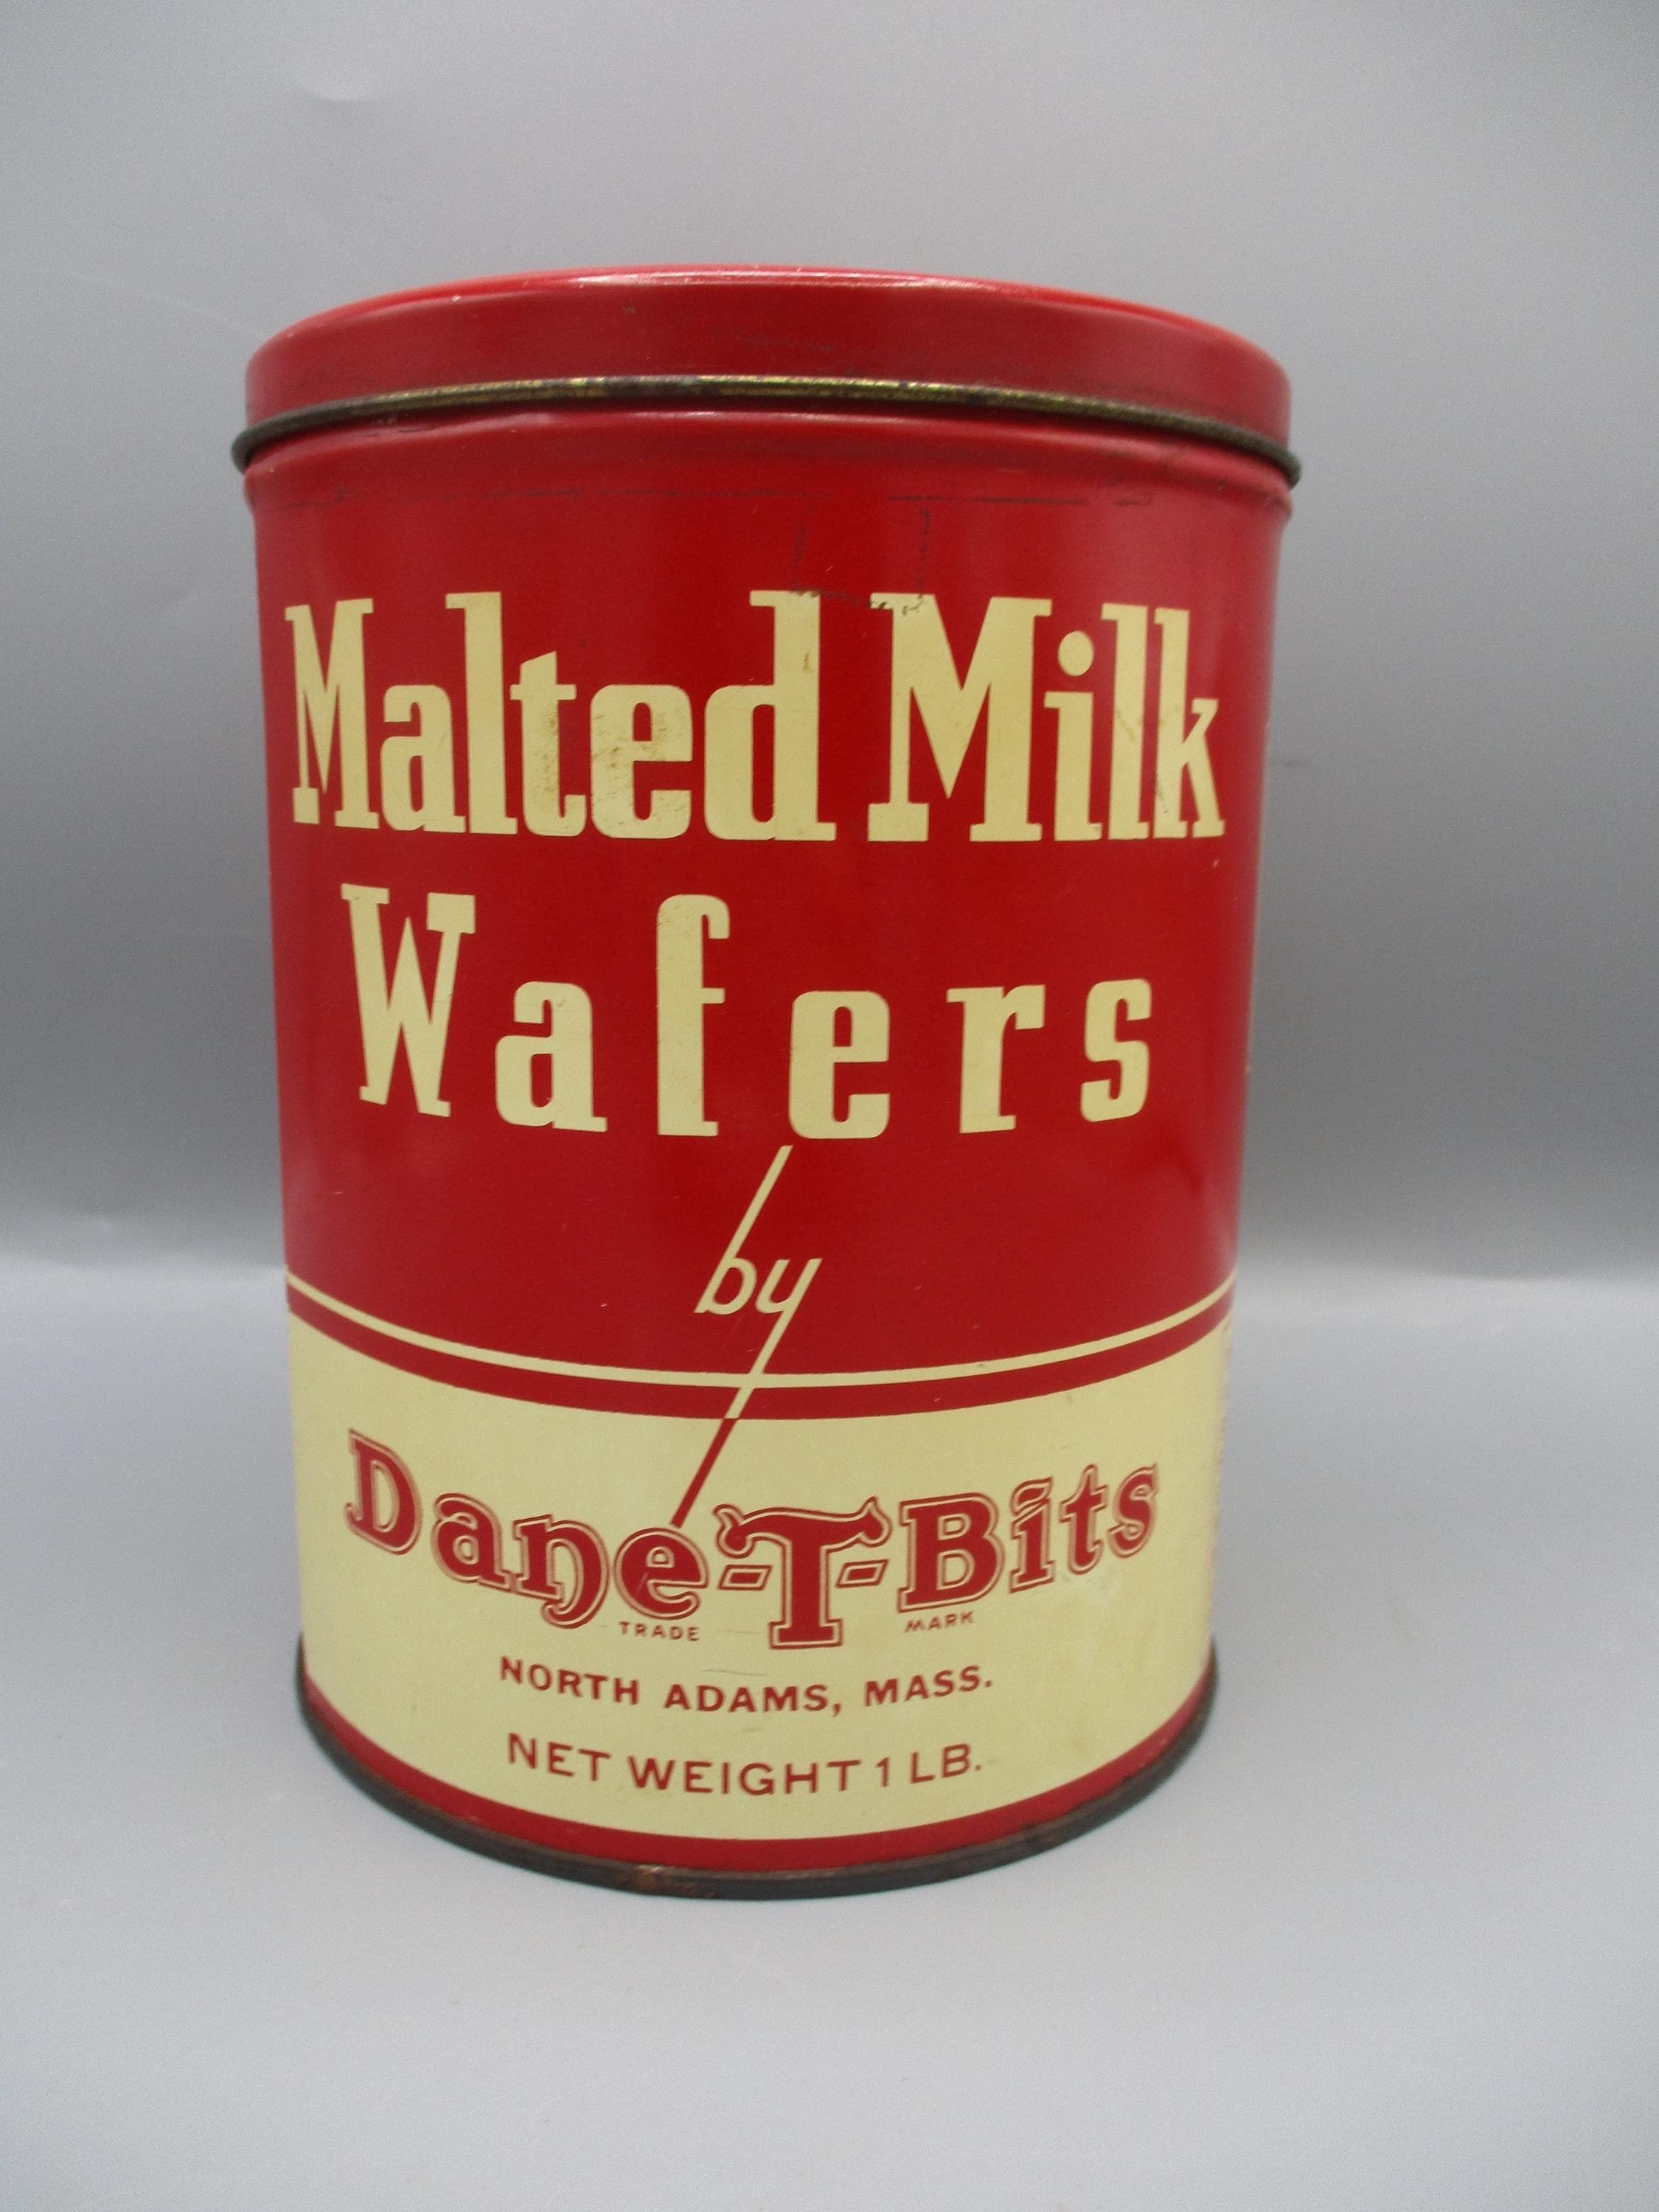 Malted Milk
Wafers
by
Dane-T-Bits
TRADE MARK
NORTH ADAMS, MASS.
NET WEIGHT 1 LB.